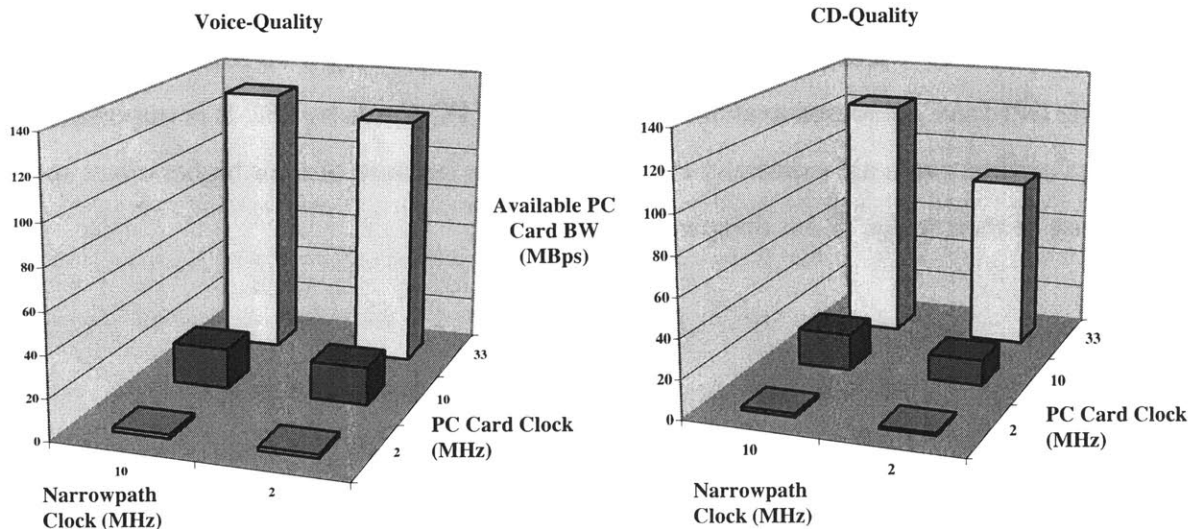 Voice-Quality
140
120
100
80
60
40
20
0
10
2
Narrowpath
Clock (MHz)
2
10
33
PC Card Clock
(MHz)
Available PC
Card BW
(MBps)
CD-Quality
140
120
100
80
60
40
20
0
10
2
Narrowpath
Clock (MHz)
2
10
33
PC Card Clock
(MHz)